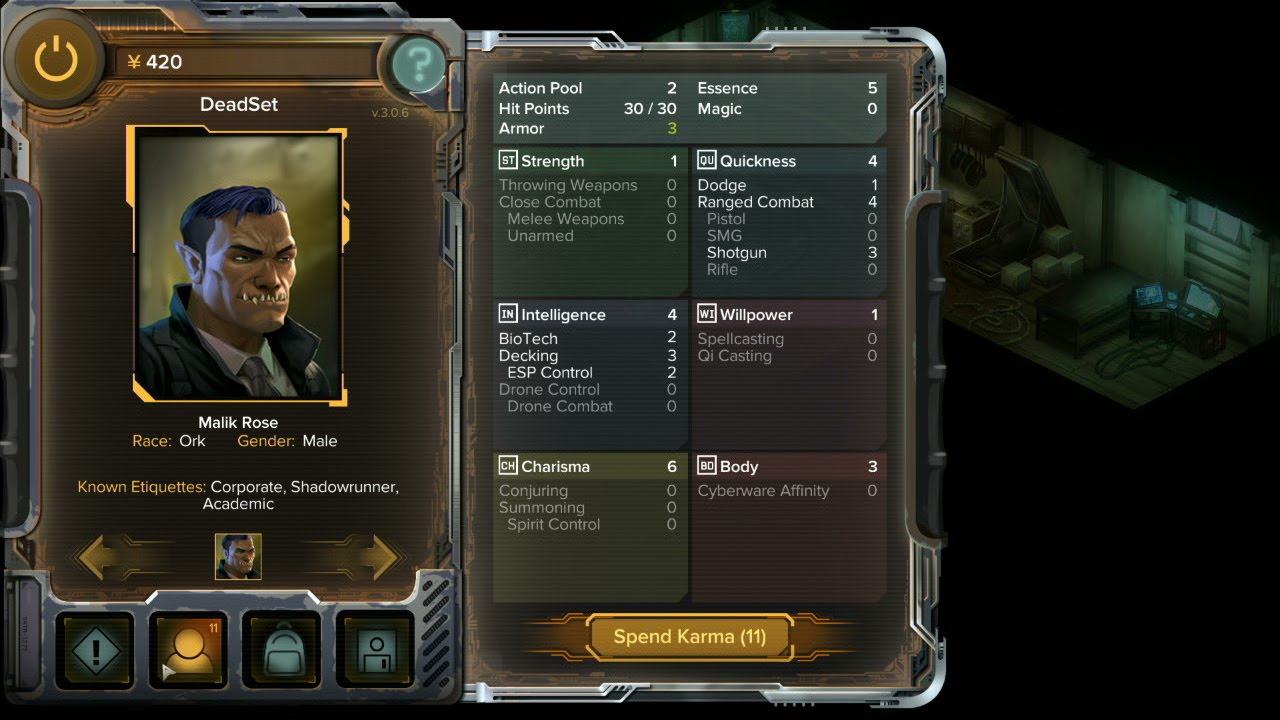 ¥ 420
?
DeadSet
v.3.0.6
Malik Rose
Race: Ork Gender: Male
Known Etiquettes: Corporate, Shadowrunner,
Academic
!
11
Action Pool 2
Hit Points 30 / 30
Armor 3
Essence 5
Magic 0
ST Strength 1
Throwing Weapons 0
Close Combat 0
Melee Weapons 0
Unarmed 0
QU Quickness 4
Dodge 1
Ranged Combat 4
Pistol 0
SMG 0
Shotgun 3
Rifle 0
IN Intelligence 4
BioTech 2
Decking 3
ESP Control 2
Drone Control 0
Drone Combat 0
WI Willpower 1
Spellcasting 0
Qi Casting 0
CH Charisma 6
Conjuring 0
Summoning 0
Spirit Control 0
BD Body 3
Cyberware Affinity 0
Spend Karma (11)